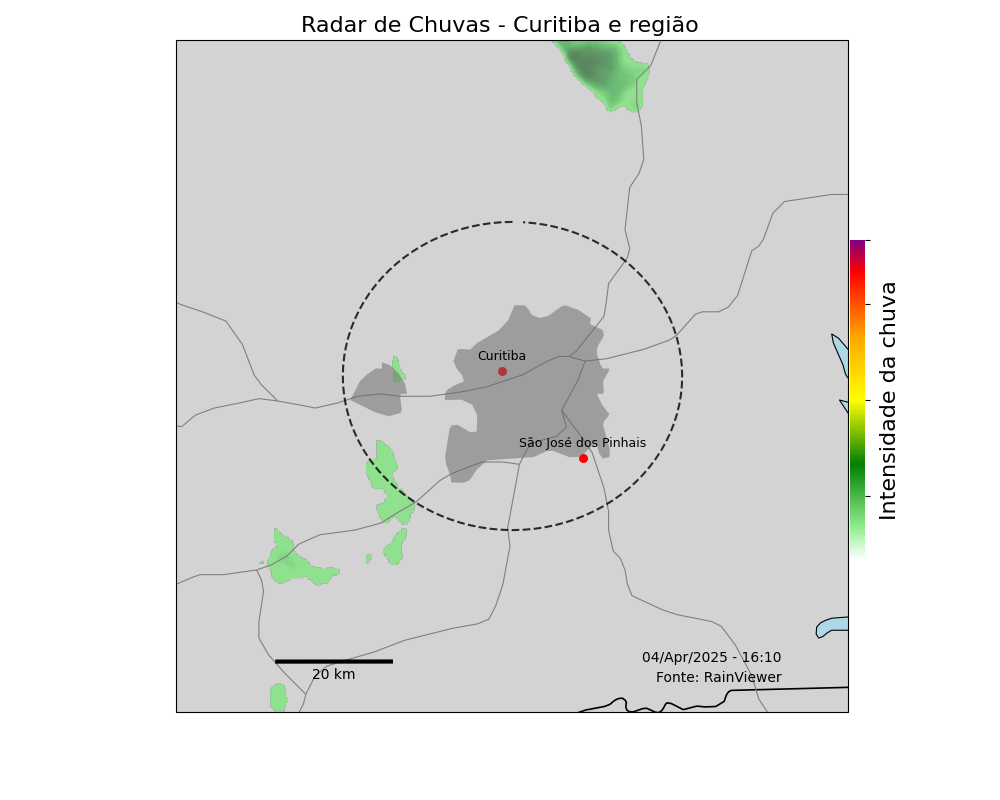 Radar de Chuvas - Curitiba e região
Curitiba
São José dos Pinhais
Intensidade da chuva
20 km
04/Apr/2025 - 16:10
Fonte: RainViewer